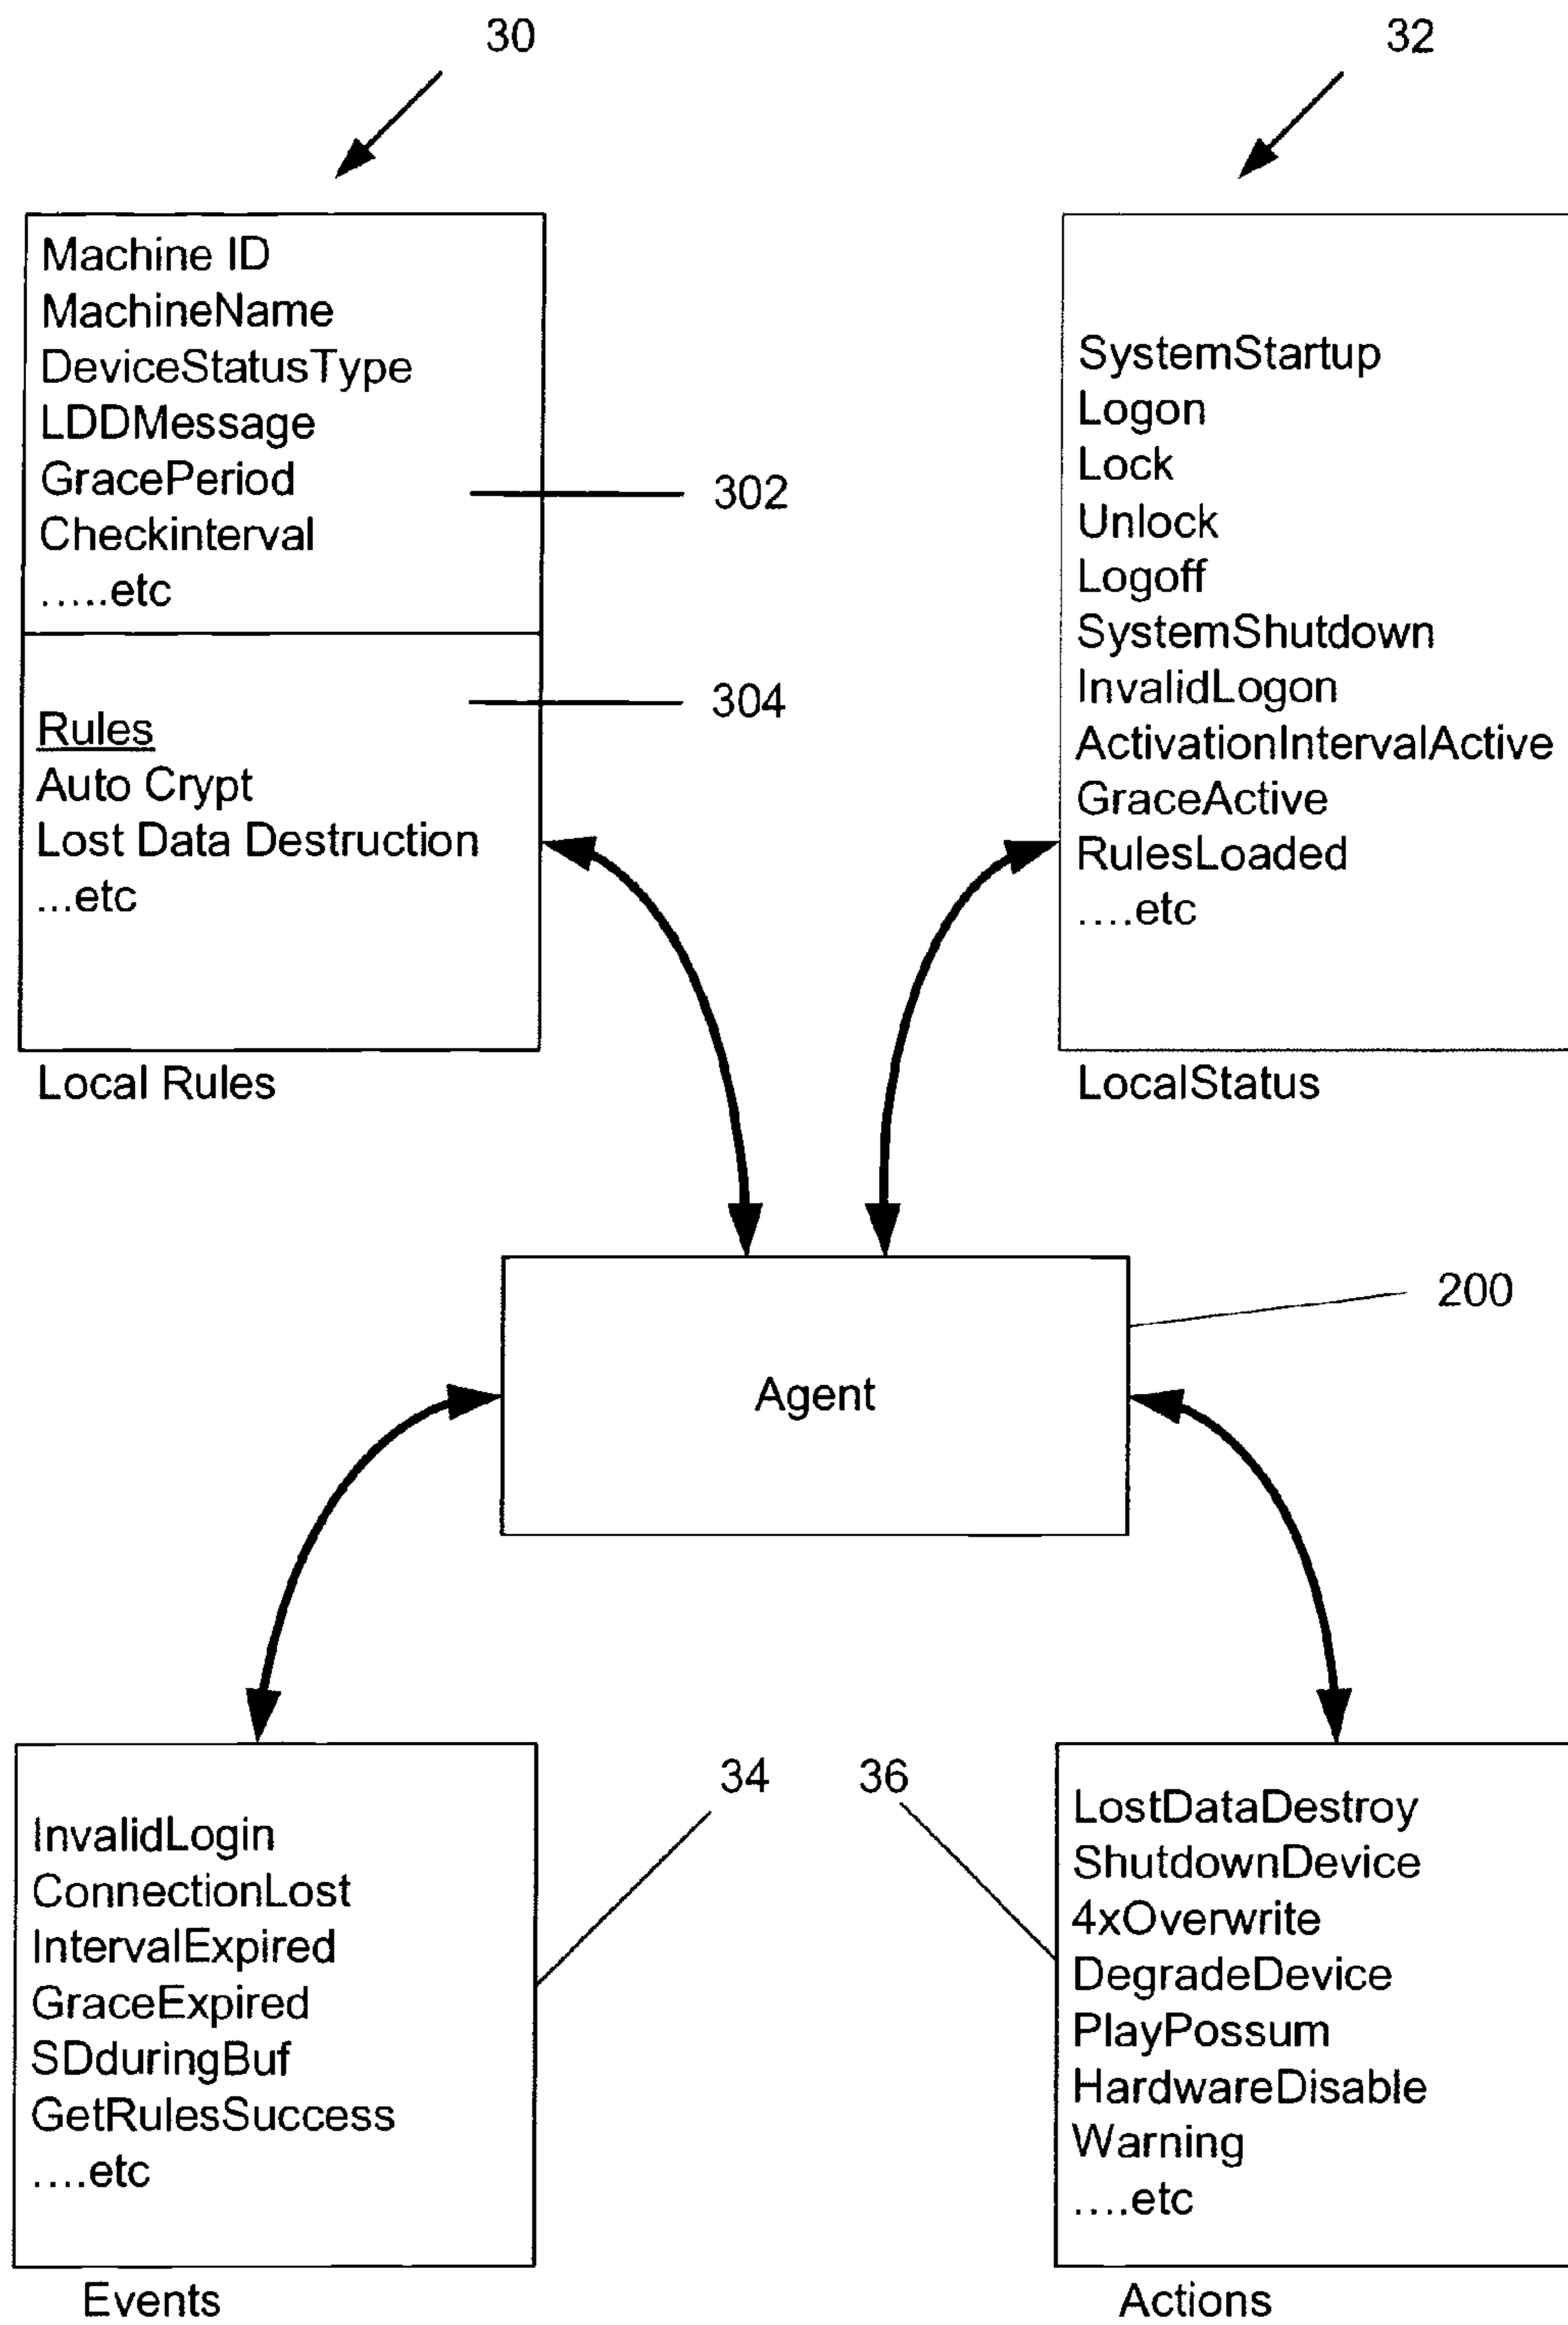 30
32
Machine ID
MachineName
DeviceStatusType
LDDMessage
GracePeriod
Checkinterval
.....etc
302
304
Rules
Auto Crypt
Lost Data Destruction
...etc
Local Rules
SystemStartup
Logon
Lock
Unlock
Logoff
SystemShutdown
InvalidLogon
ActivationIntervalActive
GraceActive
RulesLoaded
....etc
LocalStatus
200
Agent
34
36
InvalidLogin
ConnectionLost
IntervalExpired
GraceExpired
SDduringBuf
GetRulesSuccess
....etc
Events
LostDataDestroy
ShutdownDevice
4xOverwrite
DegradeDevice
PlayPossum
HardwareDisable
Warning
....etc
Actions